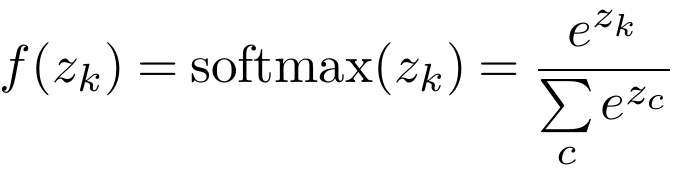 f(z_k) = softmax(z_k) = \frac{e^{z_k}}{\sum_c e^{z_c}}